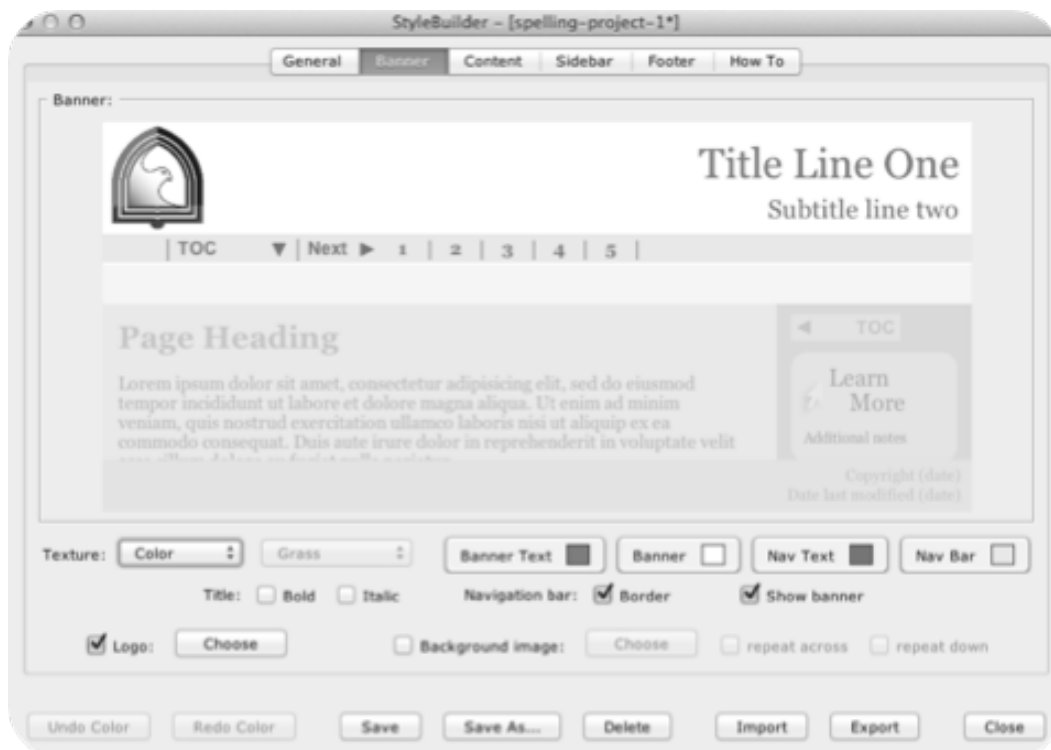 StyleBuilder – [spelling-project-1*]
General Banner Content Sidebar Footer How To
Banner:
Title Line One
Subtitle line two
| TOC ▼ | Next ▶ 1 | 2 | 3 | 4 | 5 |
Page Heading
◀ TOC
Lorem ipsum dolor sit amet, consectetur adipisicing elit, sed do eiusmod
tempor incididunt ut labore et dolore magna aliqua. Ut enim ad minim
veniam, quis nostrud exercitation ullamco laboris nisi ut aliquip ex ea
commodo consequat. Duis aute irure dolor in reprehenderit in voluptate velit
Learn
More
Additional notes
Copyright (date)
Date last modified (date)
Texture: Color Grass Banner Text Banner Nav Text Nav Bar
Title: Bold Italic Navigation bar: Border Show banner
Logo: Choose Background image: Choose repeat across repeat down
Undo Color Redo Color Save Save As... Delete Import Export Close